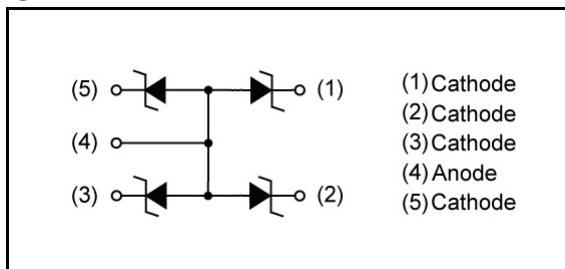 (5) (1)
(4)
(3) (2)
(1) Cathode
(2) Cathode
(3) Cathode
(4) Anode
(5) Cathode